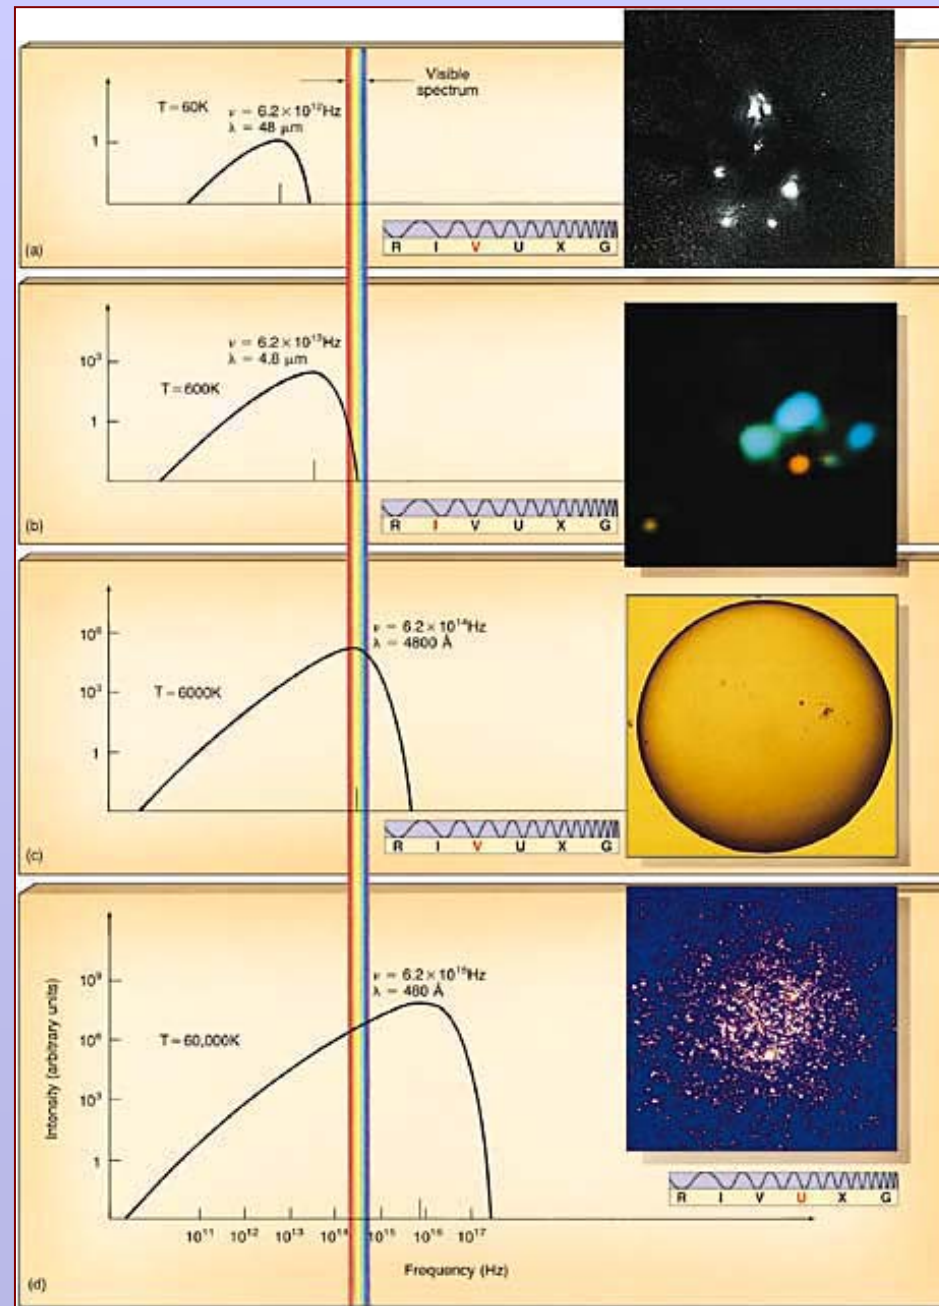 Visible
spectrum
T=60K
ν = 6.2×10¹²Hz
λ = 48 μm
1
R I V U X G
(a)
ν = 6.2×10¹³Hz
λ = 4.8 μm
10³
T=600K
1
R I V U X G
(b)
10⁶
ν = 6.2×10¹⁴Hz
λ = 4800 Å
10³
T=6000K
1
R I V U X G
(c)
ν = 6.2×10¹⁵Hz
λ = 480 Å
10⁹
T=60,000K
10⁶
10³
1
Intensity (arbitrary units)
R I V U X G
10¹¹ 10¹² 10¹³ 10¹⁴ 10¹⁵ 10¹⁶ 10¹⁷
Frequency (Hz)
(d)